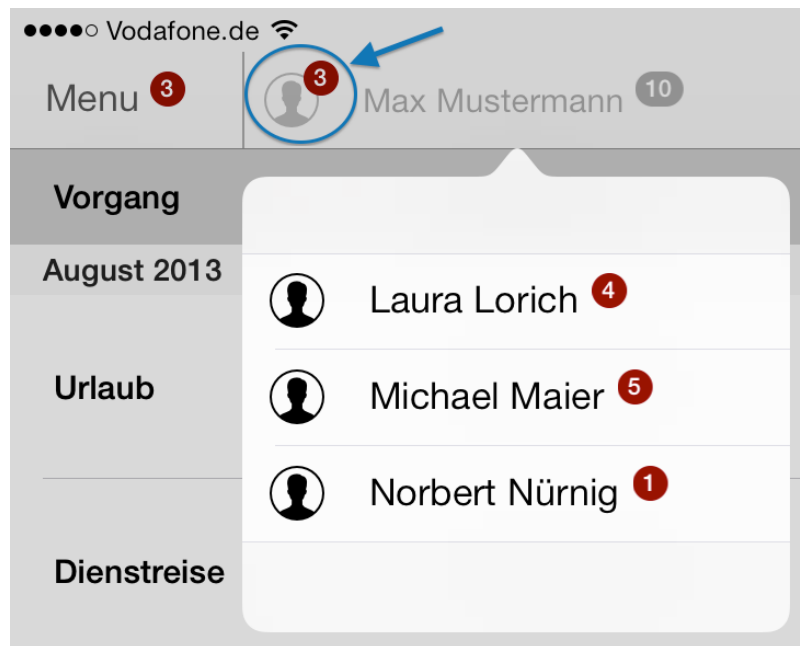 Vodafone.de
Menu 3 3 Max Mustermann 10
Vorgang
August 2013
Laura Lorich 4
Urlaub
Michael Maier 5
Norbert Nürnig 1
Dienstreise